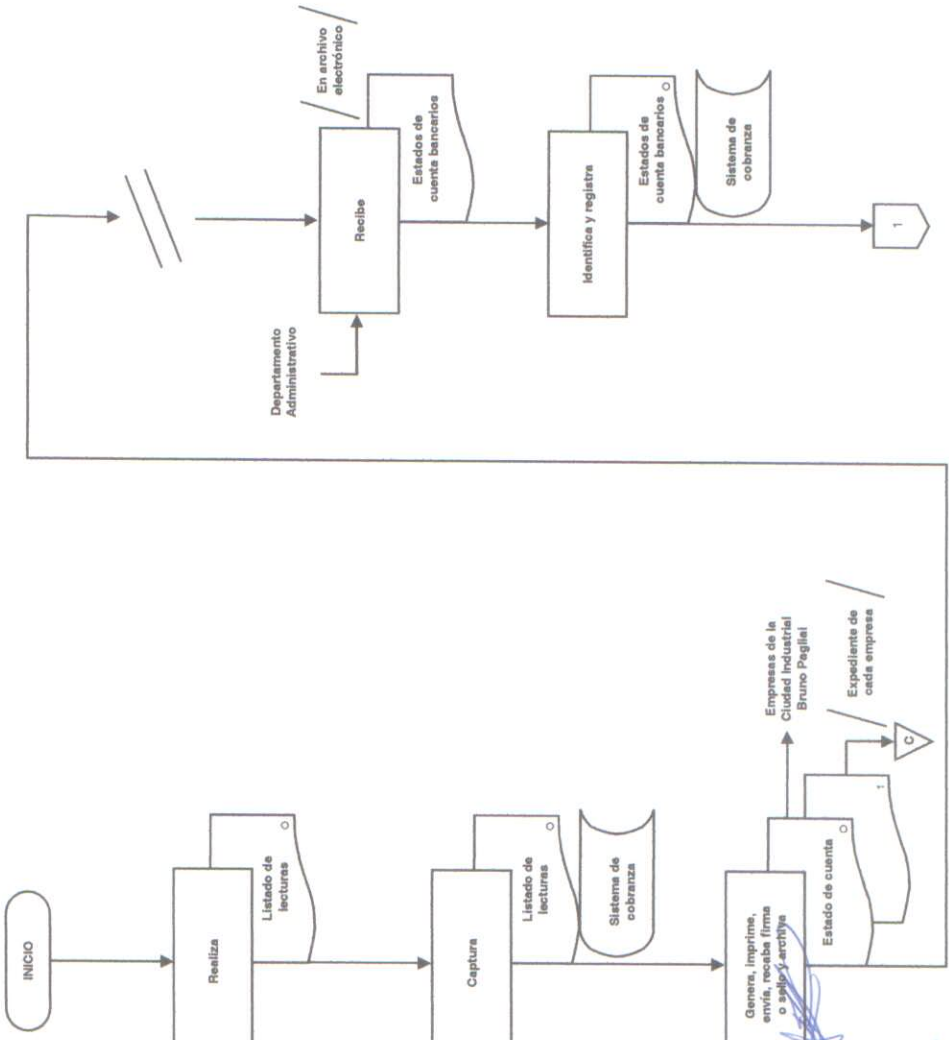 INICIO
Realiza
Listado de
lecturas
O
Captura
Listado de
lecturas
O
Sistema de
cobranza
Genera, imprime,
envía, recaba firma
o sello y archiva
Estado de cuenta
O
1
Empresas de la
Ciudad Industrial
Bruno Pagliai
Expediente de
cada empresa
C
Departamento
Administrativo
Recibe
En archivo
electrónico
Estados de
cuenta bancarios
Identifica y registra
Estados de
cuenta bancarios
O
Sistema de
cobranza
1